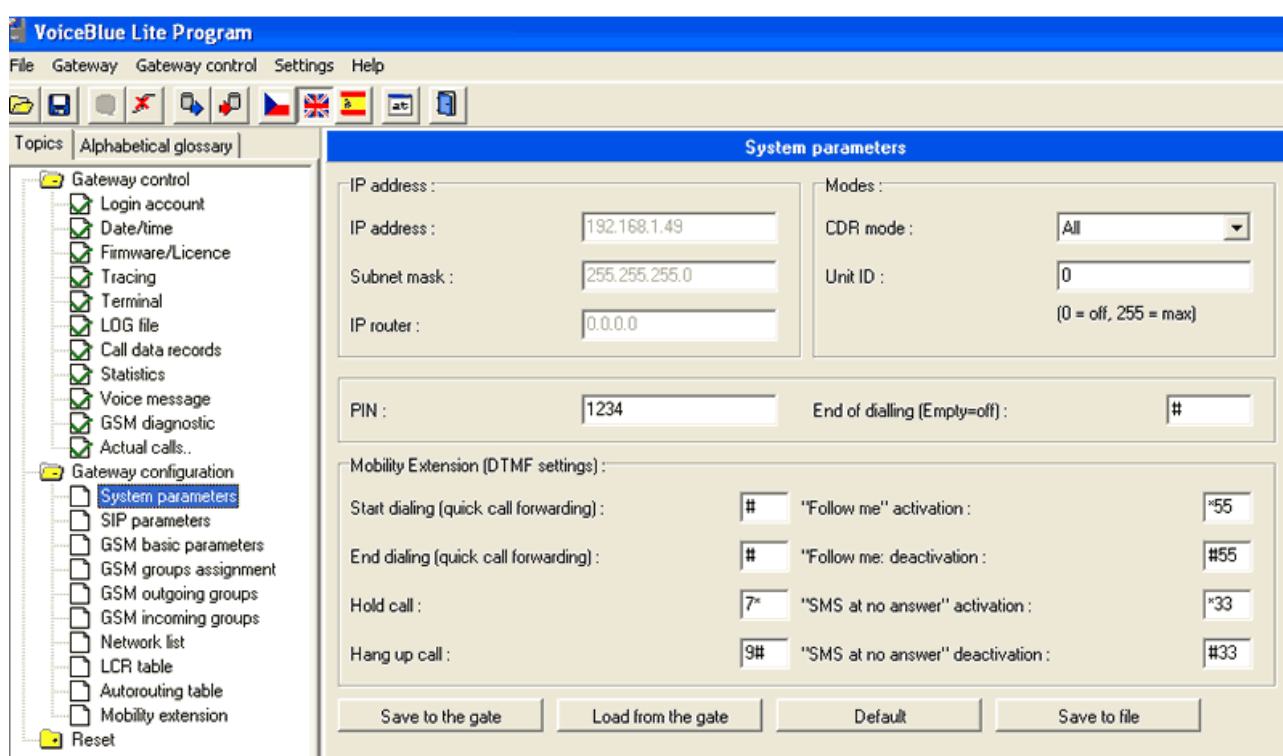 VoiceBlue Lite Program
File Gateway Gateway control Settings Help
at
Topics Alphabetical glossary
Gateway control
Login account
Date/time
Firmware/Licence
Tracing
Terminal
LOG file
Call data records
Statistics
Voice message
GSM diagnostic
Actual calls..
Gateway configuration
System parameters
SIP parameters
GSM basic parameters
GSM groups assignment
GSM outgoing groups
GSM incoming groups
Network list
LCR table
Autorouting table
Mobility extension
Reset
System parameters
IP address :
IP address : 192.168.1.49
Subnet mask : 255.255.255.0
IP router : 0.0.0.0
Modes :
CDR mode : All
Unit ID : 0
(0 = off, 255 = max)
PIN : 1234 End of dialling (Empty=off) : #
Mobility Extension (DTMF settings) :
Start dialing (quick call forwarding) : # "Follow me" activation : *55
End dialing (quick call forwarding) : # "Follow me: deactivation : #55
Hold call : 7* "SMS at no answer" activation : *33
Hang up call : 9# "SMS at no answer" deactivation : #33
Save to the gate Load from the gate Default Save to file